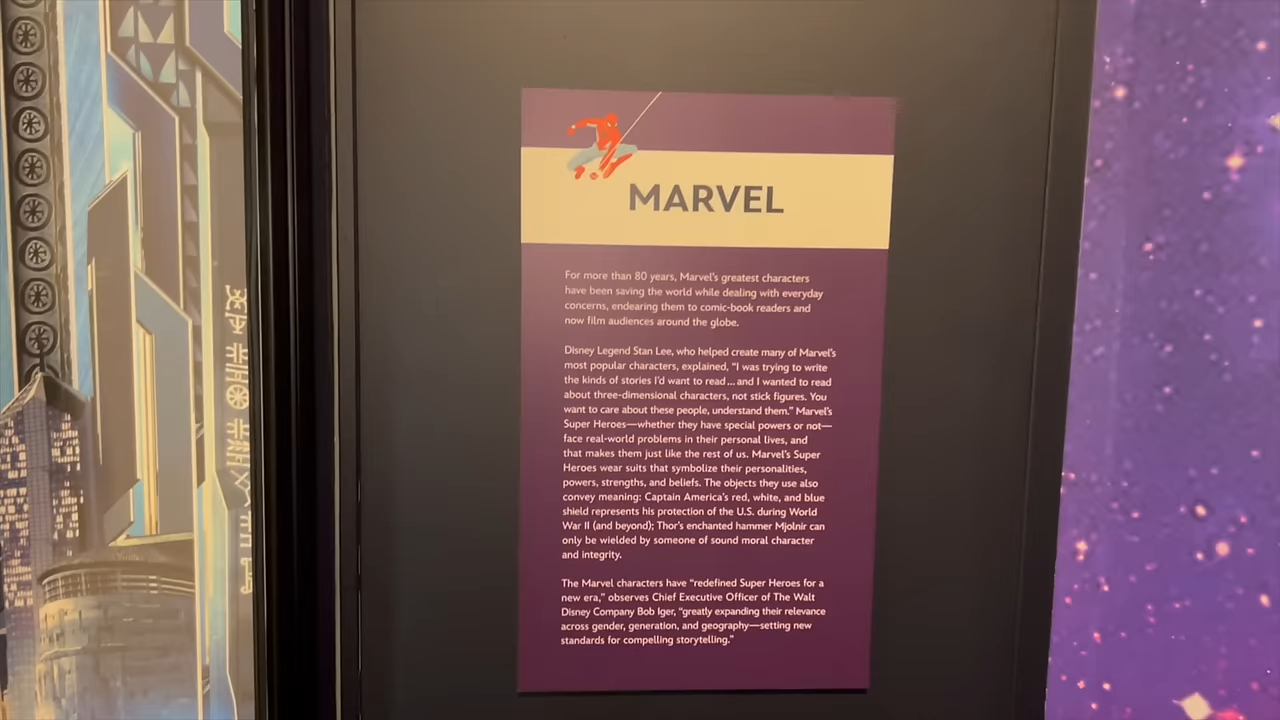 MARVEL
For more than 80 years, Marvel's greatest characters
have been saving the world while dealing with everyday
concerns, endearing them to comic-book readers and
now film audiences around the globe.
Disney Legend Stan Lee, who helped create many of Marvel's
most popular characters, explained, "I was trying to write
the kinds of stories I'd want to read... and I wanted to read
about three-dimensional characters, not stick figures. You
want to care about these people, understand them." Marvel's
Super Heroes—whether they have special powers or not—
face real-world problems in their personal lives, and
that makes them just like the rest of us. Marvel's Super
Heroes wear suits that symbolize their personalities,
powers, strengths, and beliefs. The objects they use also
convey meaning: Captain America's red, white, and blue
shield represents his protection of the U.S. during World
War II (and beyond); Thor's enchanted hammer Mjolnir can
only be wielded by someone of sound moral character
and integrity.
The Marvel characters have "redefined Super Heroes for a
new era," observes Chief Executive Officer of The Walt
Disney Company Bob Iger, "greatly expanding their relevance
across gender, generation, and geography—setting new
standards for compelling storytelling."